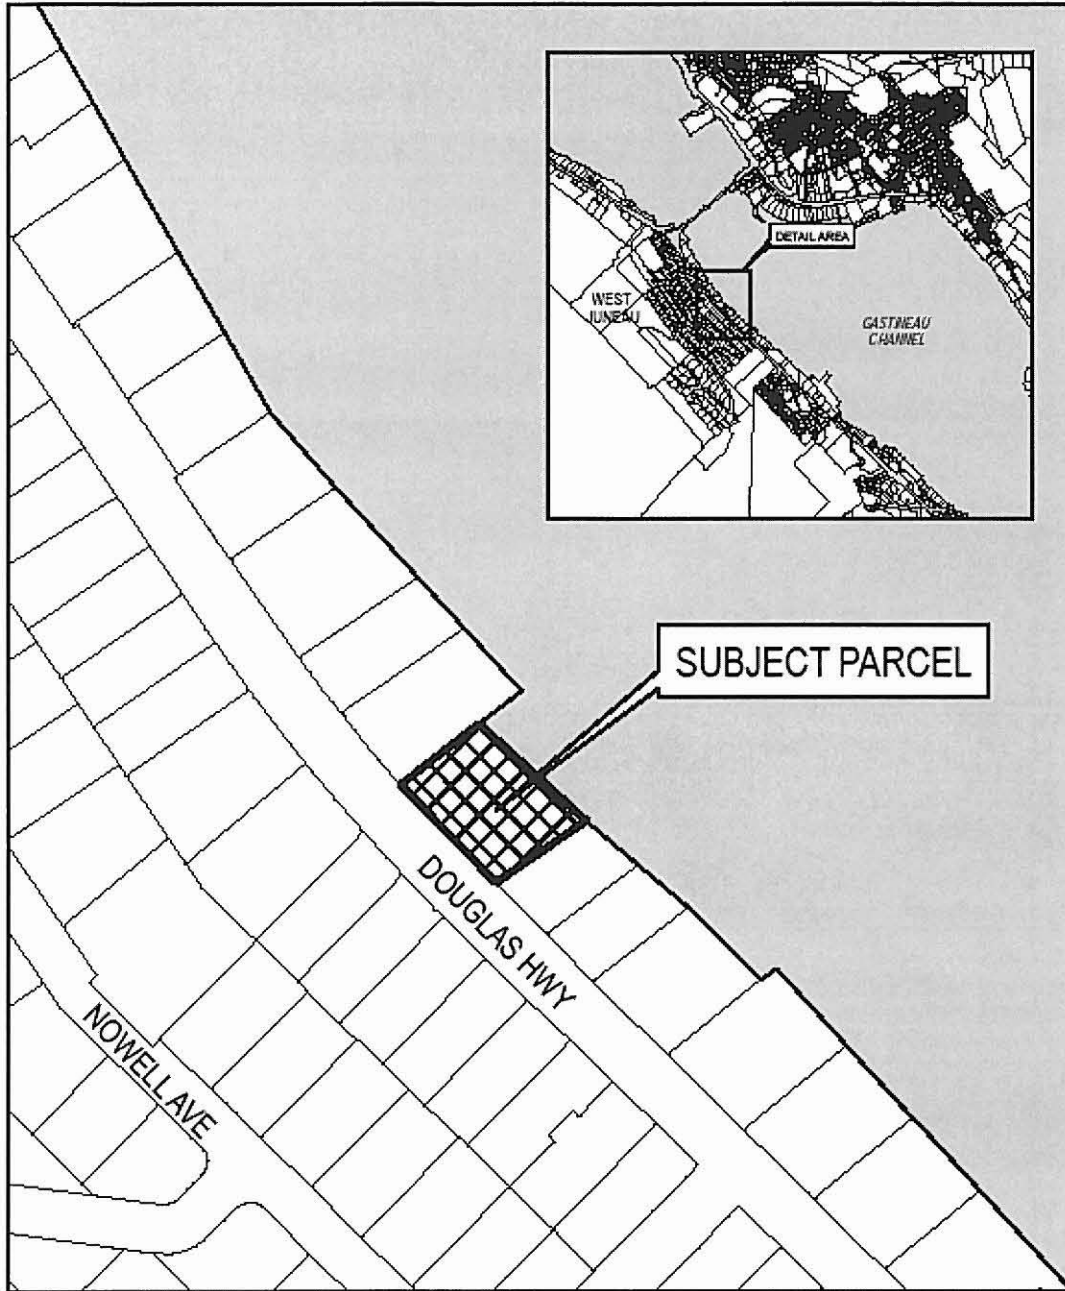 DETAIL AREA
WEST
JUNEAU
GASTINEAU
CHANNEL
SUBJECT PARCEL
DOUGLAS HWY
NOWELL AVE